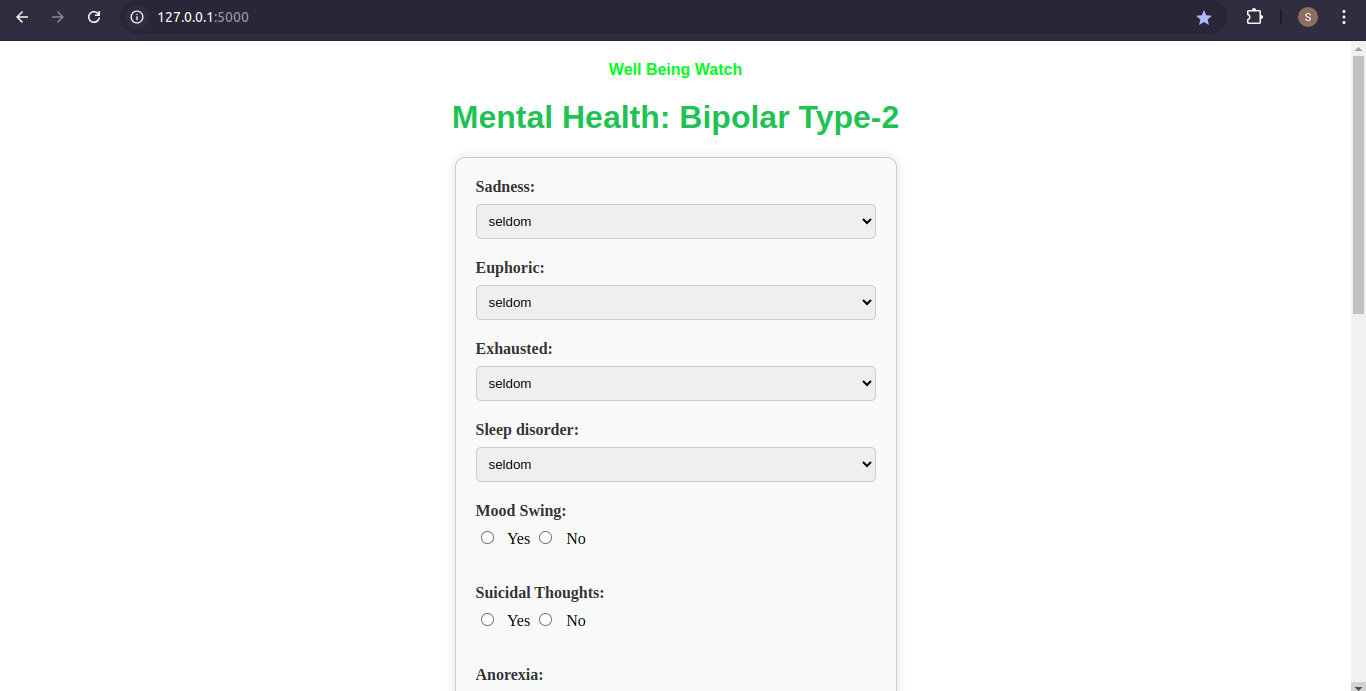 127.0.0.1:5000
S
Well Being Watch
Mental Health: Bipolar Type-2
Sadness:
seldom
Euphoric:
seldom
Exhausted:
seldom
Sleep disorder:
seldom
Mood Swing:
Yes No
Suicidal Thoughts:
Yes No
Anorexia: